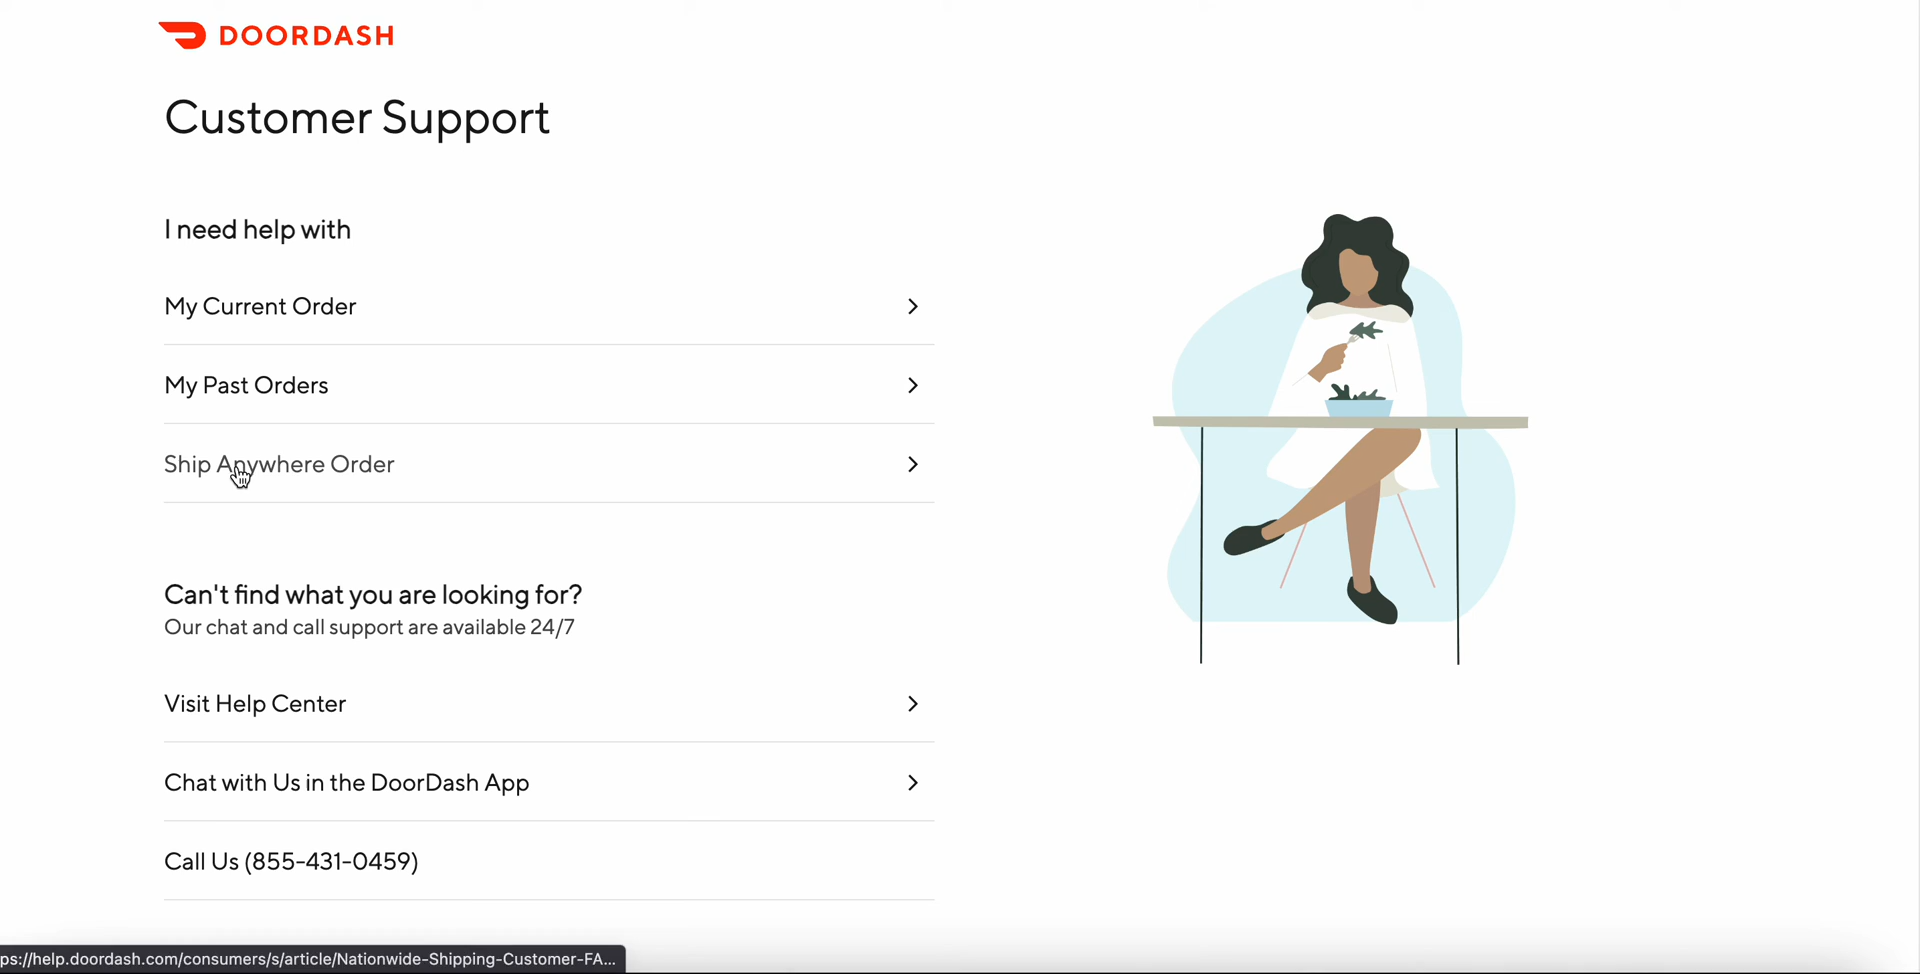 DOORDASH
Customer Support
I need help with
My Current Order
My Past Orders
Ship Anywhere Order
Can't find what you are looking for?
Our chat and call support are available 24/7
Visit Help Center
Chat with Us in the DoorDash App
Call Us (855-431-0459)
ps://help.doordash.com/consumers/s/article/Nationwide-Shipping-Customer-FA...